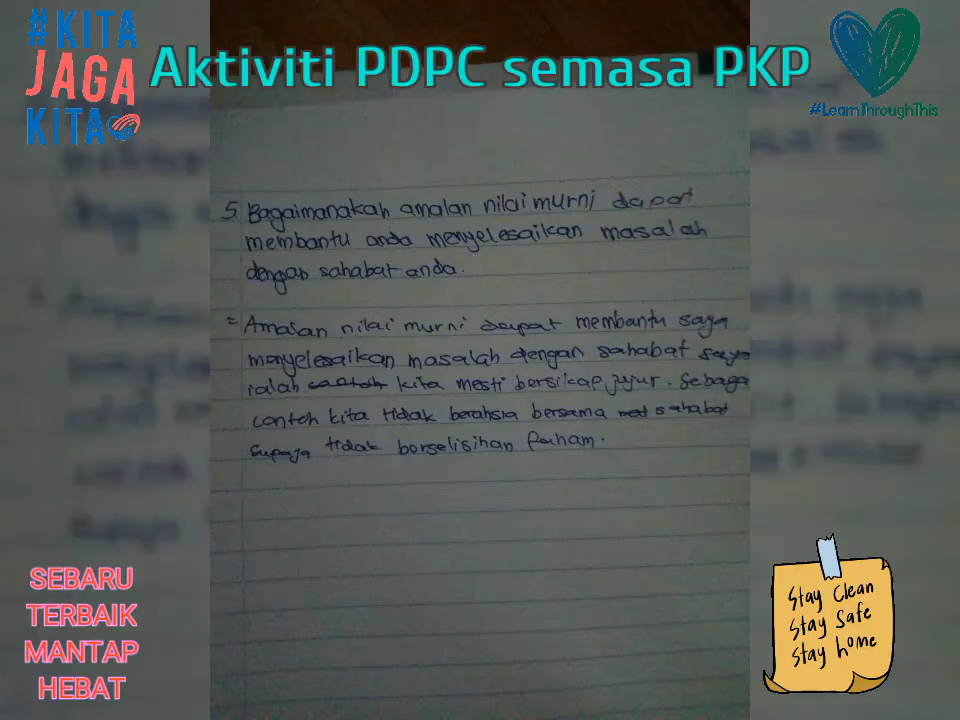 #KITA
JAGA
KITA
Aktiviti PDPC semasa PKP
#LearnThroughThis
5. Bagaimanakah amalan nilai murni dapat
membantu anda menyelesaikan masalah
dengan sahabat anda.
= Amalan nilai murni dapat membantu saya
menyelesaikan masalah dengan sahabat saya
ialah contoh kita mesti bersikap jujur. Sebagai
contoh kita tidak berahsia bersama sahabat
supaya tidak berselisihan faham.
SEBARU
TERBAIK
MANTAP
HEBAT
Stay Clean
Stay Safe
Stay home